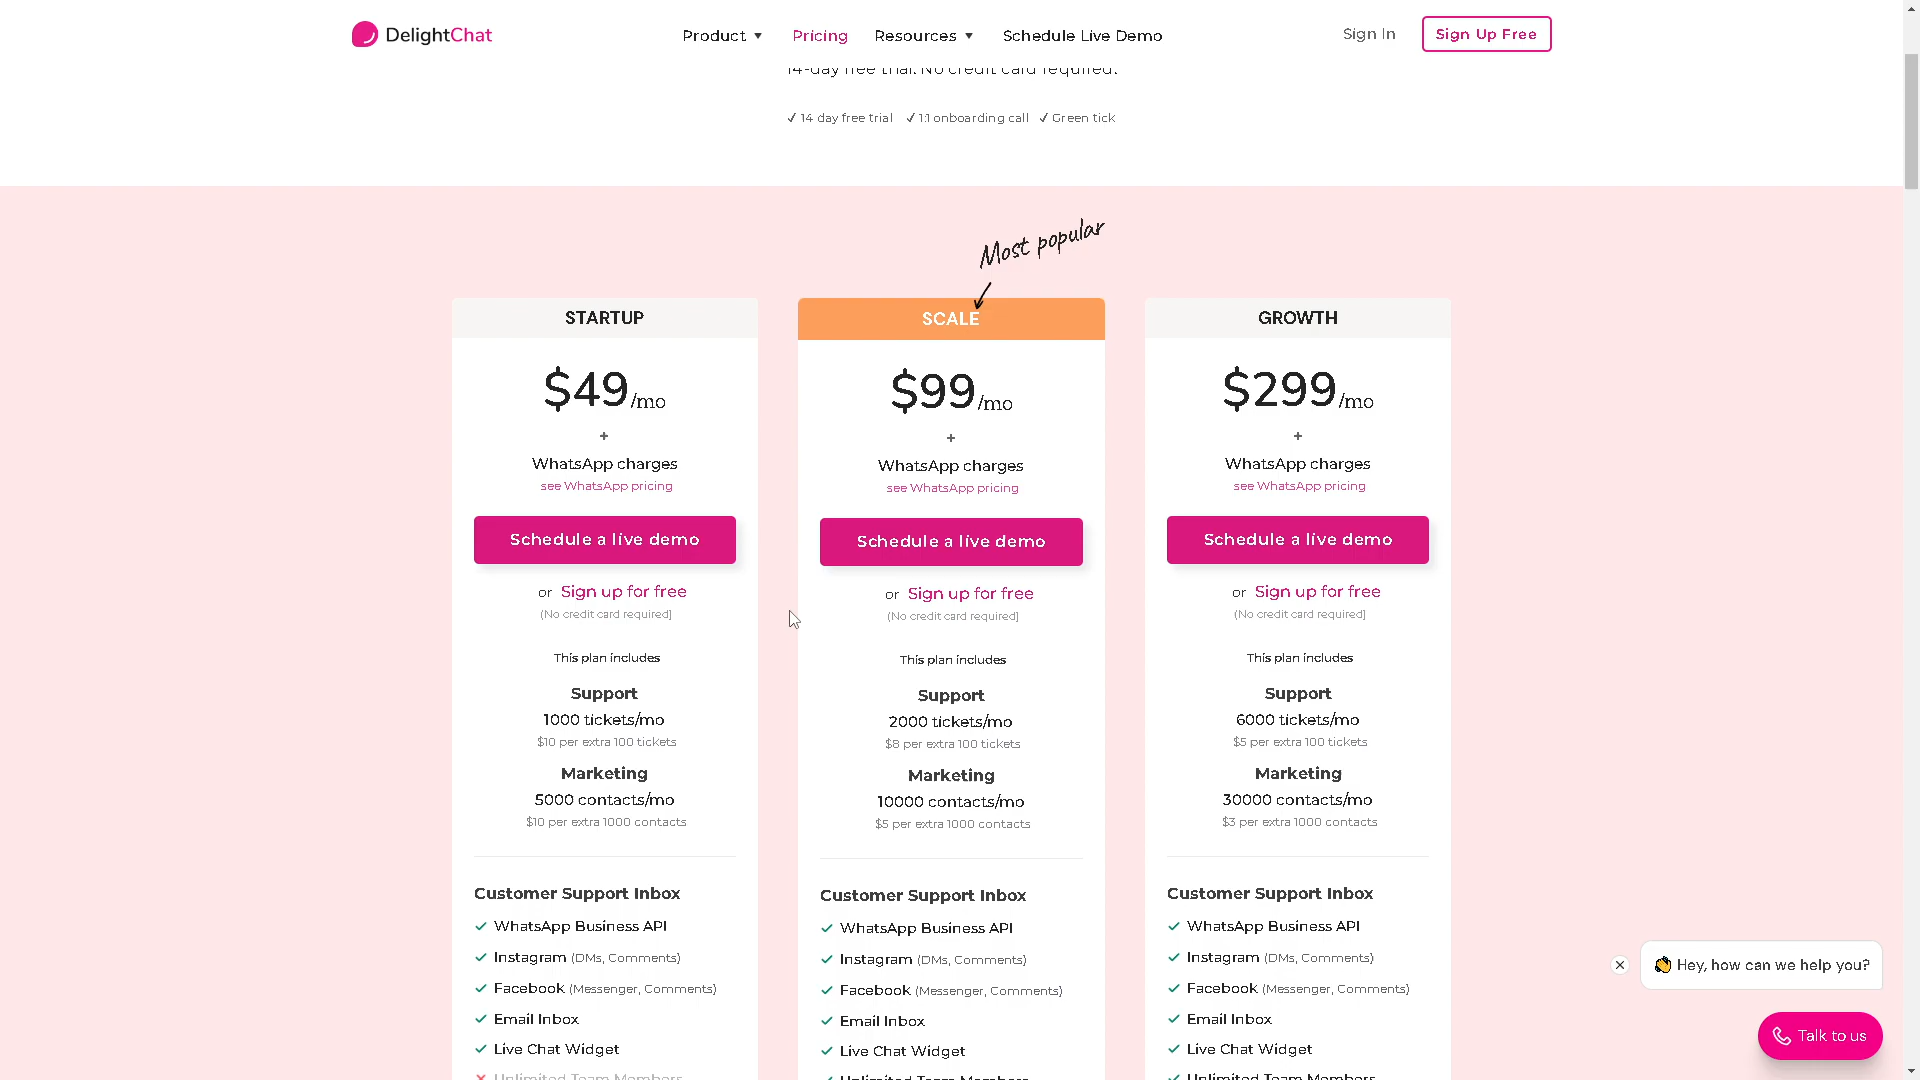 DelightChat
Product
Pricing
Resources
Schedule Live Demo
Sign In
Sign Up Free
14-day free trial. No credit card required.
✓ 14 day free trial ✓ 1:1 onboarding call ✓ Green tick
Most popular
STARTUP
$49/mo
+
WhatsApp charges
see WhatsApp pricing
Schedule a live demo
or Sign up for free
(No credit card required)
This plan includes
Support
1000 tickets/mo
$10 per extra 100 tickets
Marketing
5000 contacts/mo
$10 per extra 1000 contacts
Customer Support Inbox
WhatsApp Business API
Instagram (DMs, Comments)
Facebook (Messenger, Comments)
Email Inbox
Live Chat Widget
Unlimited Team Members
SCALE
$99/mo
+
WhatsApp charges
see WhatsApp pricing
Schedule a live demo
or Sign up for free
(No credit card required)
This plan includes
Support
2000 tickets/mo
$8 per extra 100 tickets
Marketing
10000 contacts/mo
$5 per extra 1000 contacts
Customer Support Inbox
WhatsApp Business API
Instagram (DMs, Comments)
Facebook (Messenger, Comments)
Email Inbox
Live Chat Widget
Unlimited Team Members
GROWTH
$299/mo
+
WhatsApp charges
see WhatsApp pricing
Schedule a live demo
or Sign up for free
(No credit card required)
This plan includes
Support
6000 tickets/mo
$5 per extra 100 tickets
Marketing
30000 contacts/mo
$3 per extra 1000 contacts
Customer Support Inbox
WhatsApp Business API
Instagram (DMs, Comments)
Facebook (Messenger, Comments)
Email Inbox
Live Chat Widget
Unlimited Team Members
👋 Hey, how can we help you?
Talk to us